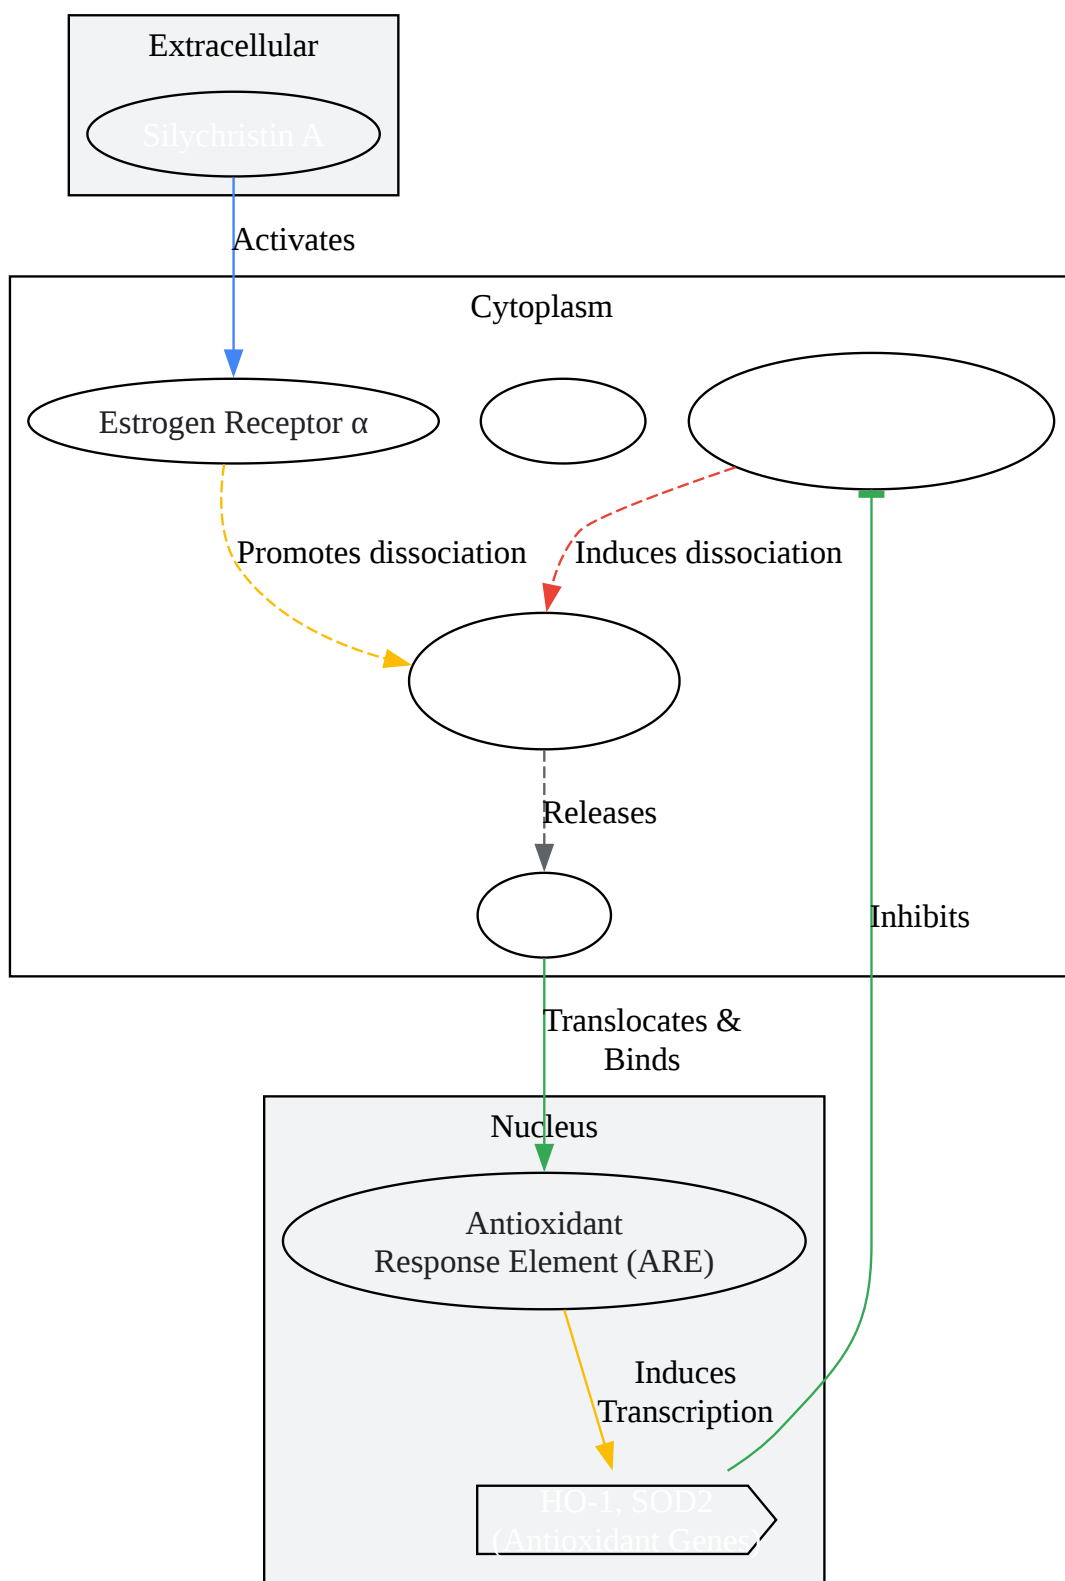 Extracellular
Silychristin A
Activates
Cytoplasm
Estrogen Receptor α
Promotes dissociation
Induces dissociation
Releases
Inhibits
Translocates &
Binds
Nucleus
Antioxidant
Response Element (ARE)
Induces
Transcription
HO-1, SOD2
(Antioxidant Genes)